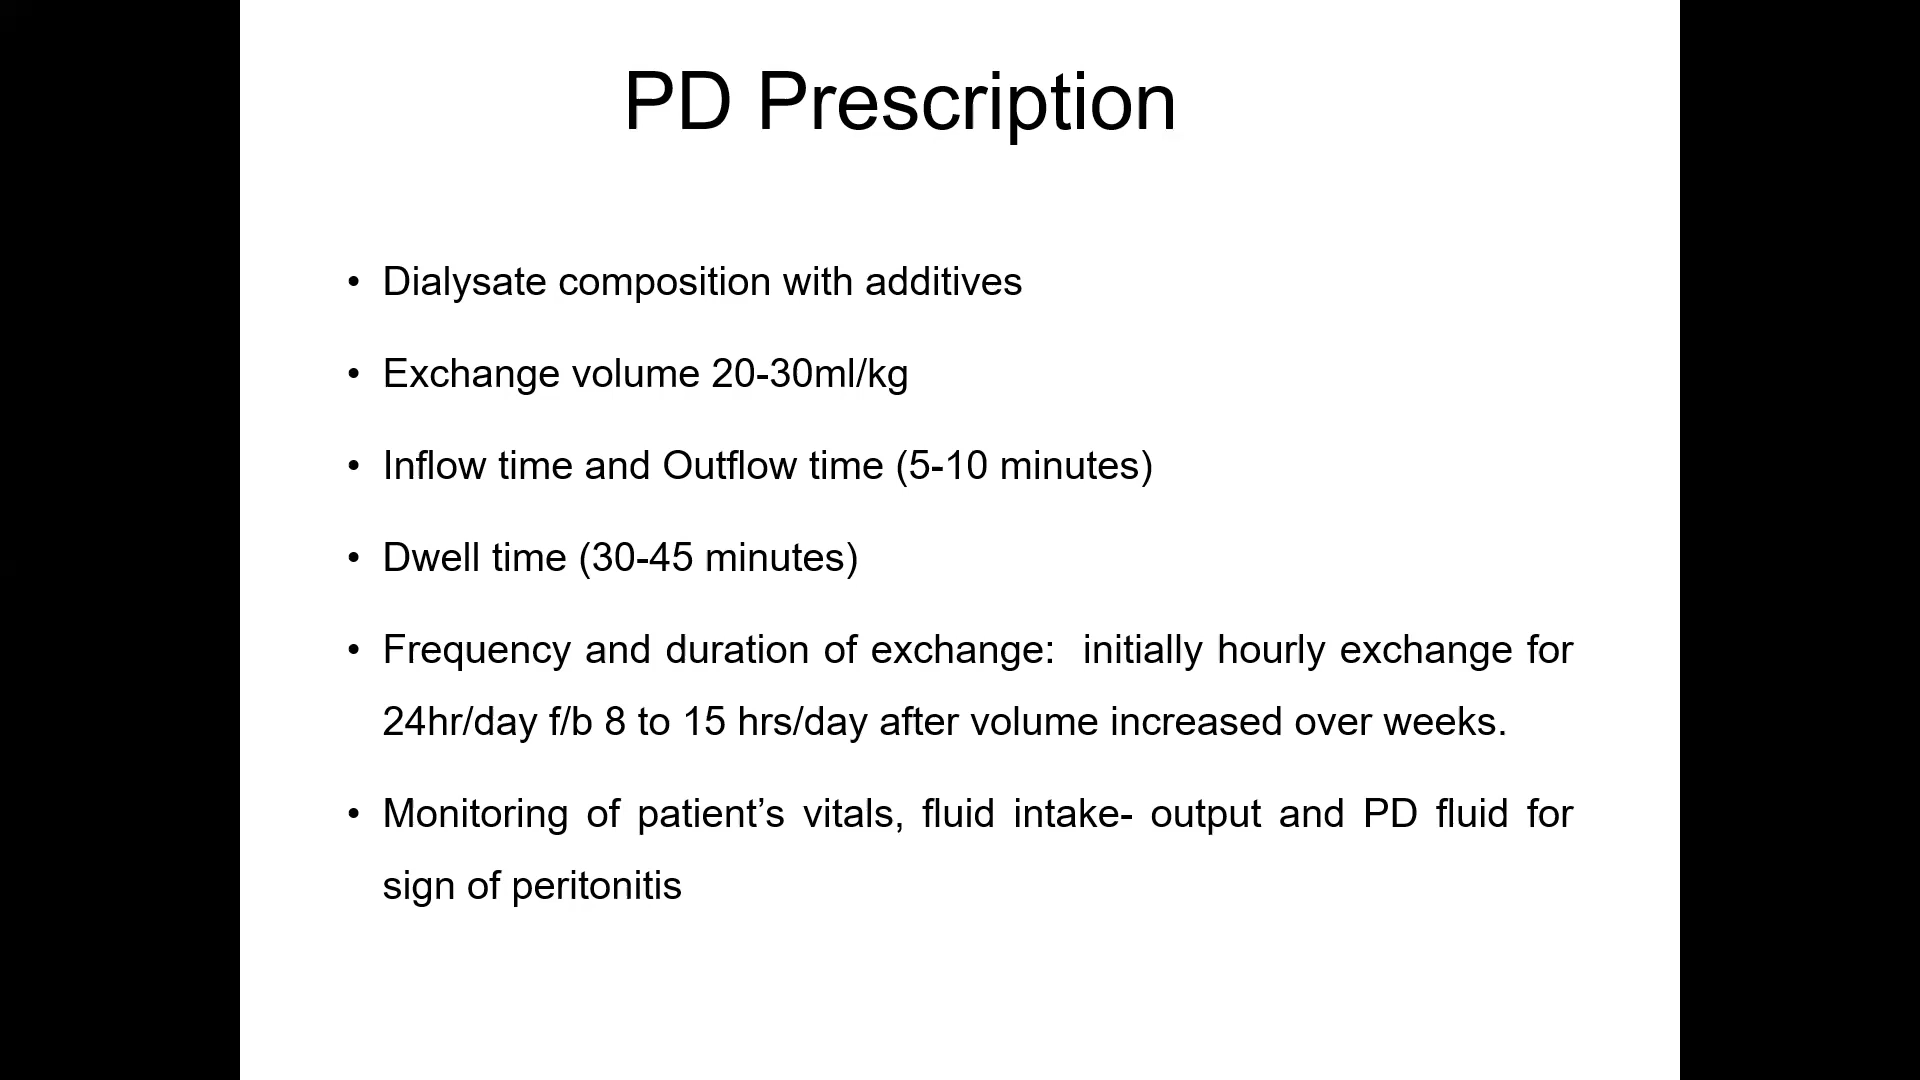 PD Prescription
• Dialysate composition with additives
• Exchange volume 20-30ml/kg
• Inflow time and Outflow time (5-10 minutes)
• Dwell time (30-45 minutes)
• Frequency and duration of exchange:  initially hourly exchange for
24hr/day f/b 8 to 15 hrs/day after volume increased over weeks.
• Monitoring of patient’s vitals, fluid intake- output and PD fluid for
sign of peritonitis